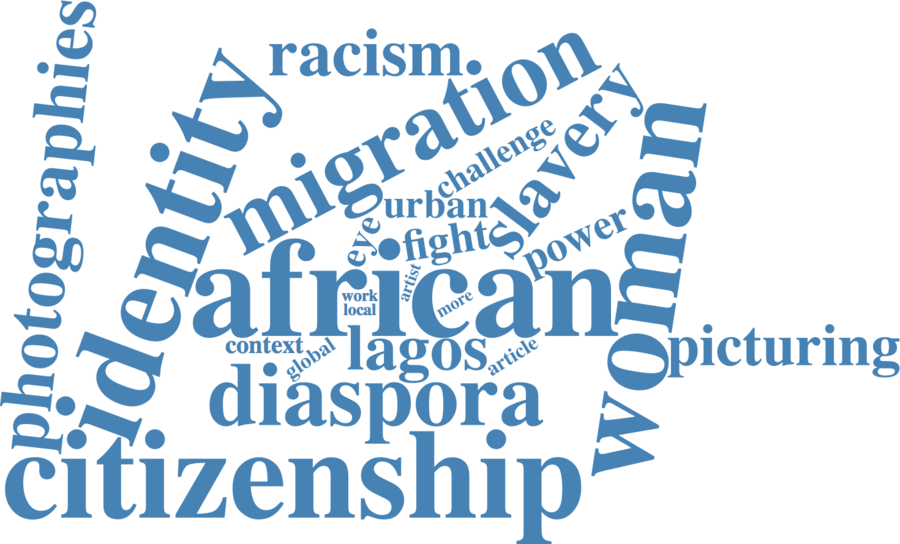 photographies
identity
racism
migration
challenge
slavery
woman
urban
eye
fight
power
african
artist
work
local
more
context
global
lagos
article
picturing
diaspora
citizenship